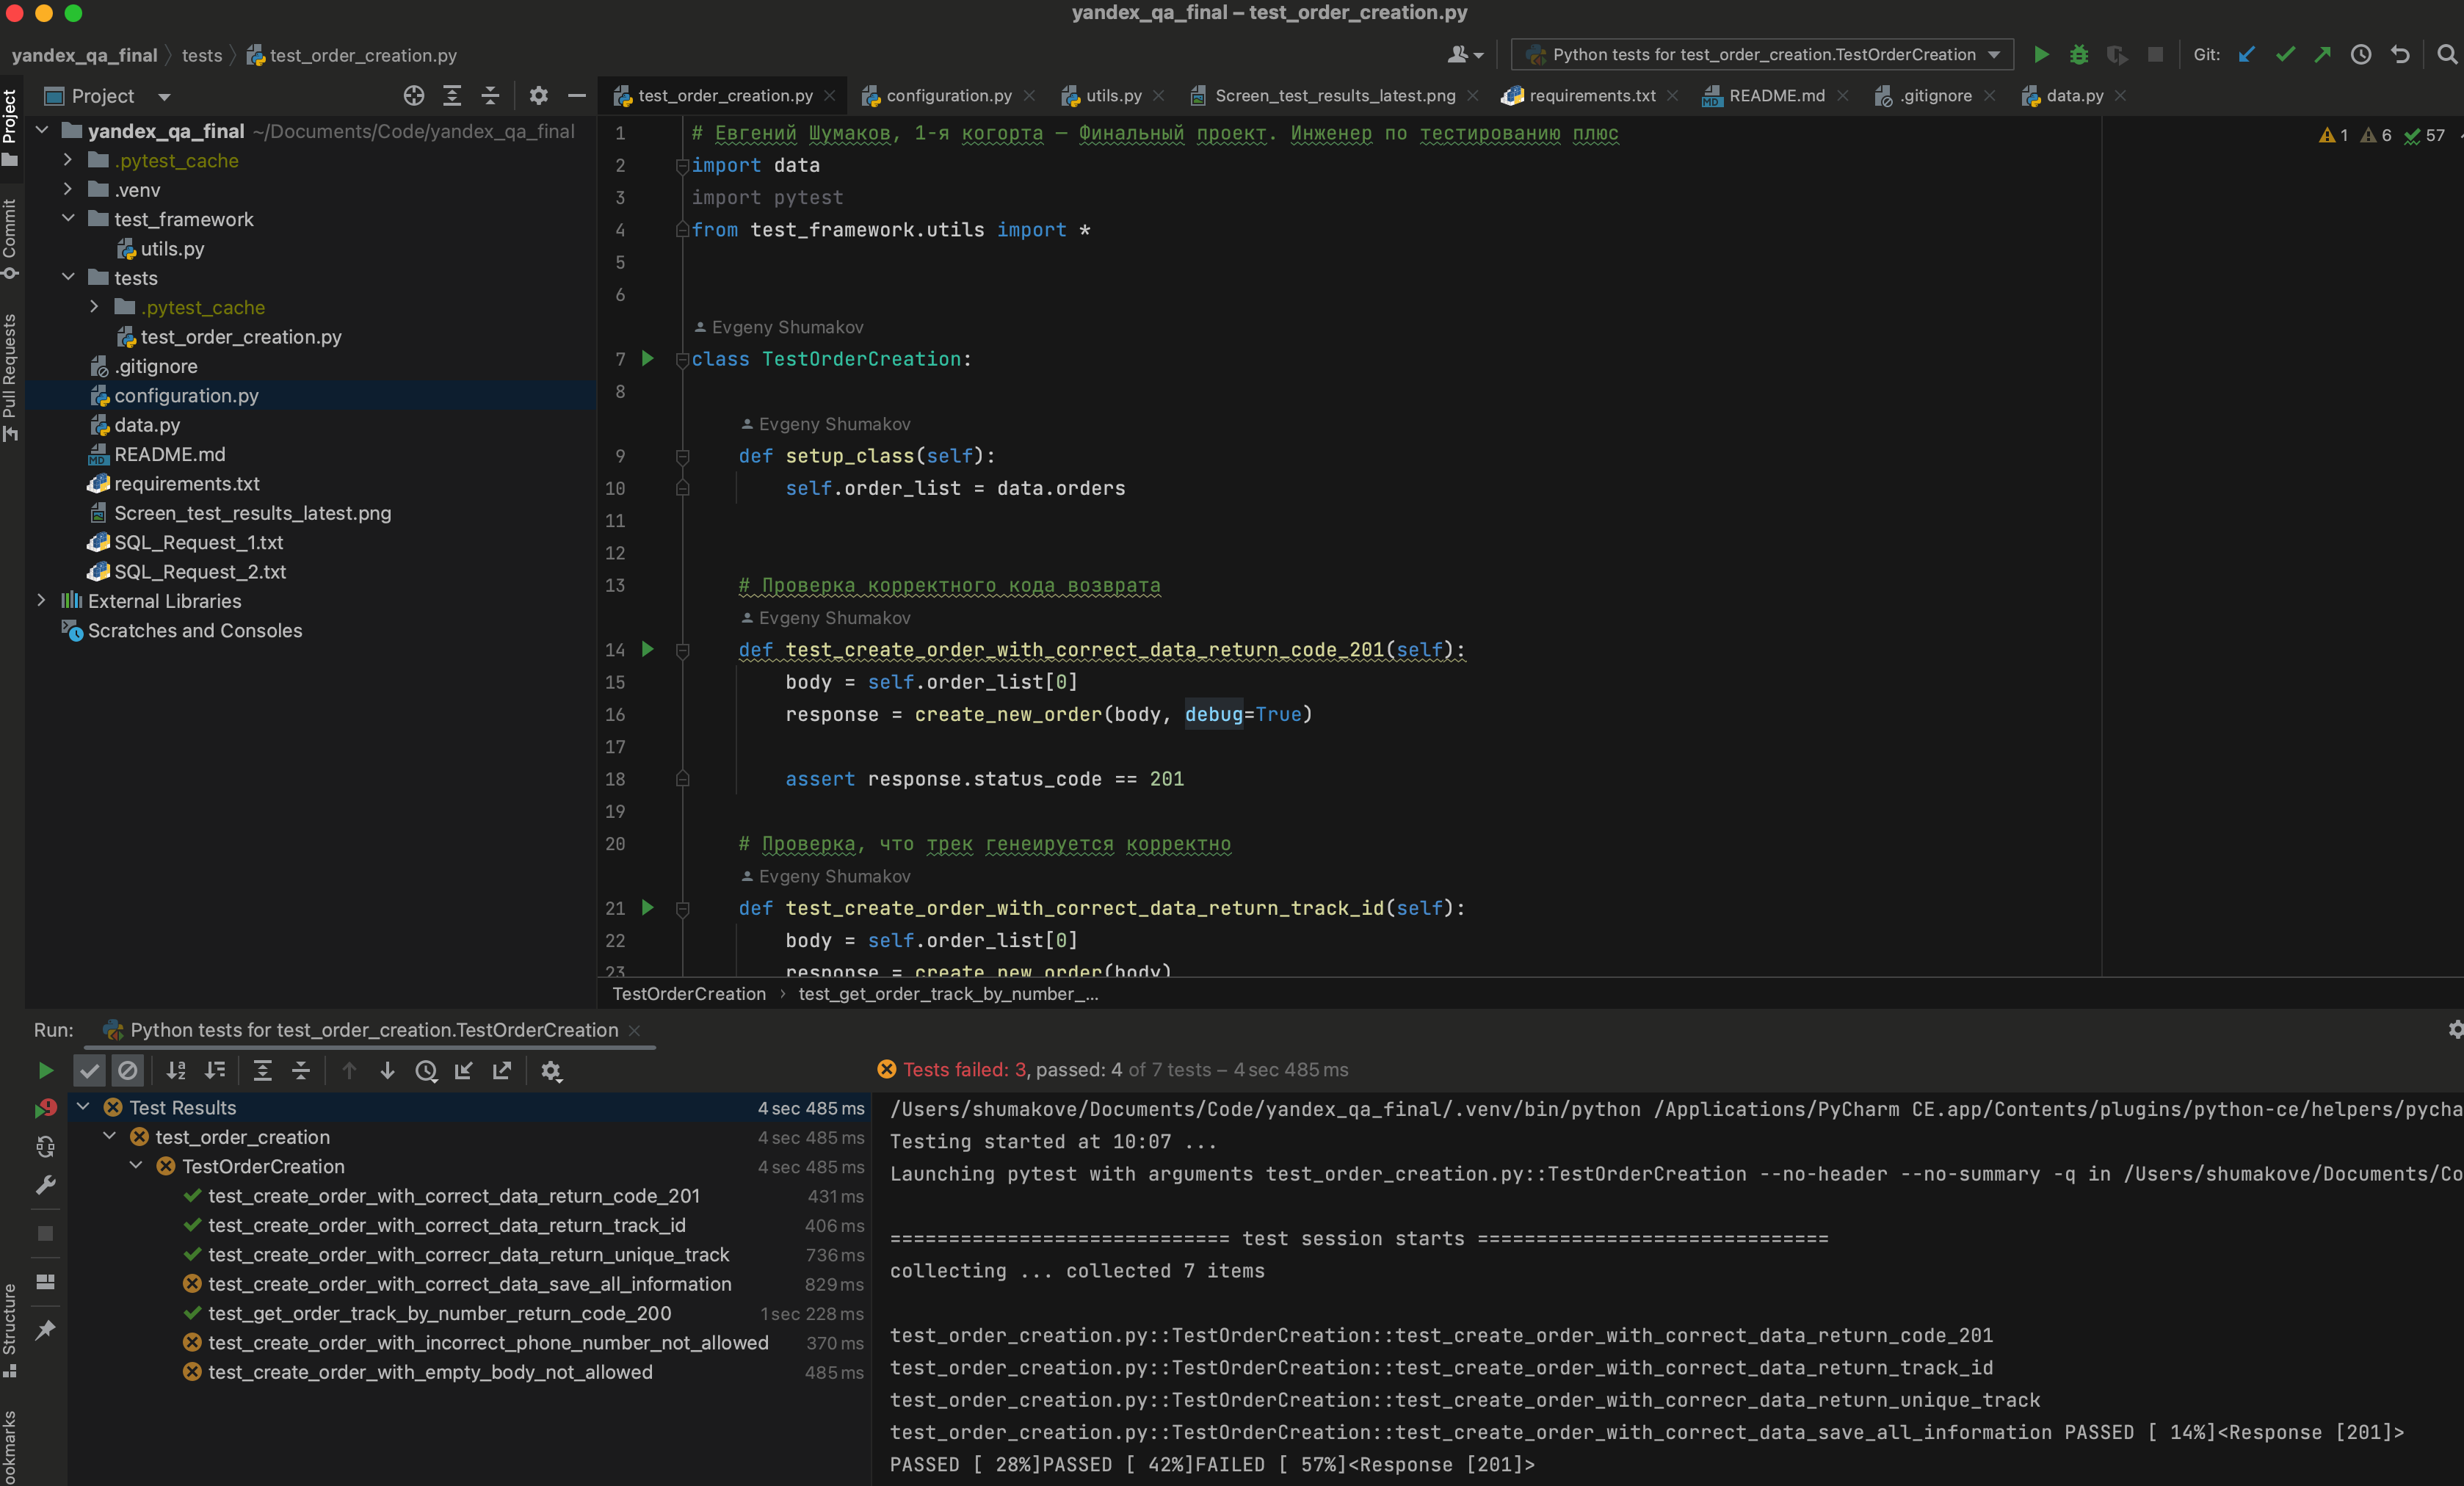 yandex_qa_final – test_order_creation.py
yandex_qa_final tests test_order_creation.py
Python tests for test_order_creation.TestOrderCreation
Git:
Project
test_order_creation.py
configuration.py
utils.py
Screen_test_results_latest.png
requirements.txt
README.md
.gitignore
data.py
Project
Commit
Pull Requests
Structure
ookmarks
yandex_qa_final ~/Documents/Code/yandex_qa_final
.pytest_cache
.venv
test_framework
utils.py
tests
.pytest_cache
test_order_creation.py
.gitignore
configuration.py
data.py
README.md
requirements.txt
Screen_test_results_latest.png
SQL_Request_1.txt
SQL_Request_2.txt
External Libraries
Scratches and Consoles
1 6 57
1 # Евгений Шумаков, 1-я когорта — Финальный проект. Инженер по тестированию плюс
2 import data
3 import pytest
4 from test_framework.utils import *
5
6
Evgeny Shumakov
7 class TestOrderCreation:
8
Evgeny Shumakov
9 def setup_class(self):
10 self.order_list = data.orders
11
12
13 # Проверка корректного кода возврата
Evgeny Shumakov
14 def test_create_order_with_correct_data_return_code_201(self):
15 body = self.order_list[0]
16 response = create_new_order(body, debug=True)
17
18 assert response.status_code == 201
19
20 # Проверка, что трек генеируется корректно
Evgeny Shumakov
21 def test_create_order_with_correct_data_return_track_id(self):
22 body = self.order_list[0]
23 response = create_new_order(body)
TestOrderCreation › test_get_order_track_by_number_...
Run: Python tests for test_order_creation.TestOrderCreation
Tests failed: 3, passed: 4 of 7 tests – 4 sec 485 ms
Test Results 4 sec 485 ms
test_order_creation 4 sec 485 ms
TestOrderCreation 4 sec 485 ms
test_create_order_with_correct_data_return_code_201 431 ms
test_create_order_with_correct_data_return_track_id 406 ms
test_create_order_with_correcr_data_return_unique_track 736 ms
test_create_order_with_correct_data_save_all_information 829 ms
test_get_order_track_by_number_return_code_200 1 sec 228 ms
test_create_order_with_incorrect_phone_number_not_allowed 370 ms
test_create_order_with_empty_body_not_allowed 485 ms
/Users/shumakove/Documents/Code/yandex_qa_final/.venv/bin/python /Applications/PyCharm CE.app/Contents/plugins/python-ce/helpers/pycha
Testing started at 10:07 ...
Launching pytest with arguments test_order_creation.py::TestOrderCreation --no-header --no-summary -q in /Users/shumakove/Documents/Co
============================= test session starts ==============================
collecting ... collected 7 items
test_order_creation.py::TestOrderCreation::test_create_order_with_correct_data_return_code_201
test_order_creation.py::TestOrderCreation::test_create_order_with_correct_data_return_track_id
test_order_creation.py::TestOrderCreation::test_create_order_with_correcr_data_return_unique_track
test_order_creation.py::TestOrderCreation::test_create_order_with_correct_data_save_all_information PASSED [ 14%]<Response [201]>
PASSED [ 28%]PASSED [ 42%]FAILED [ 57%]<Response [201]>